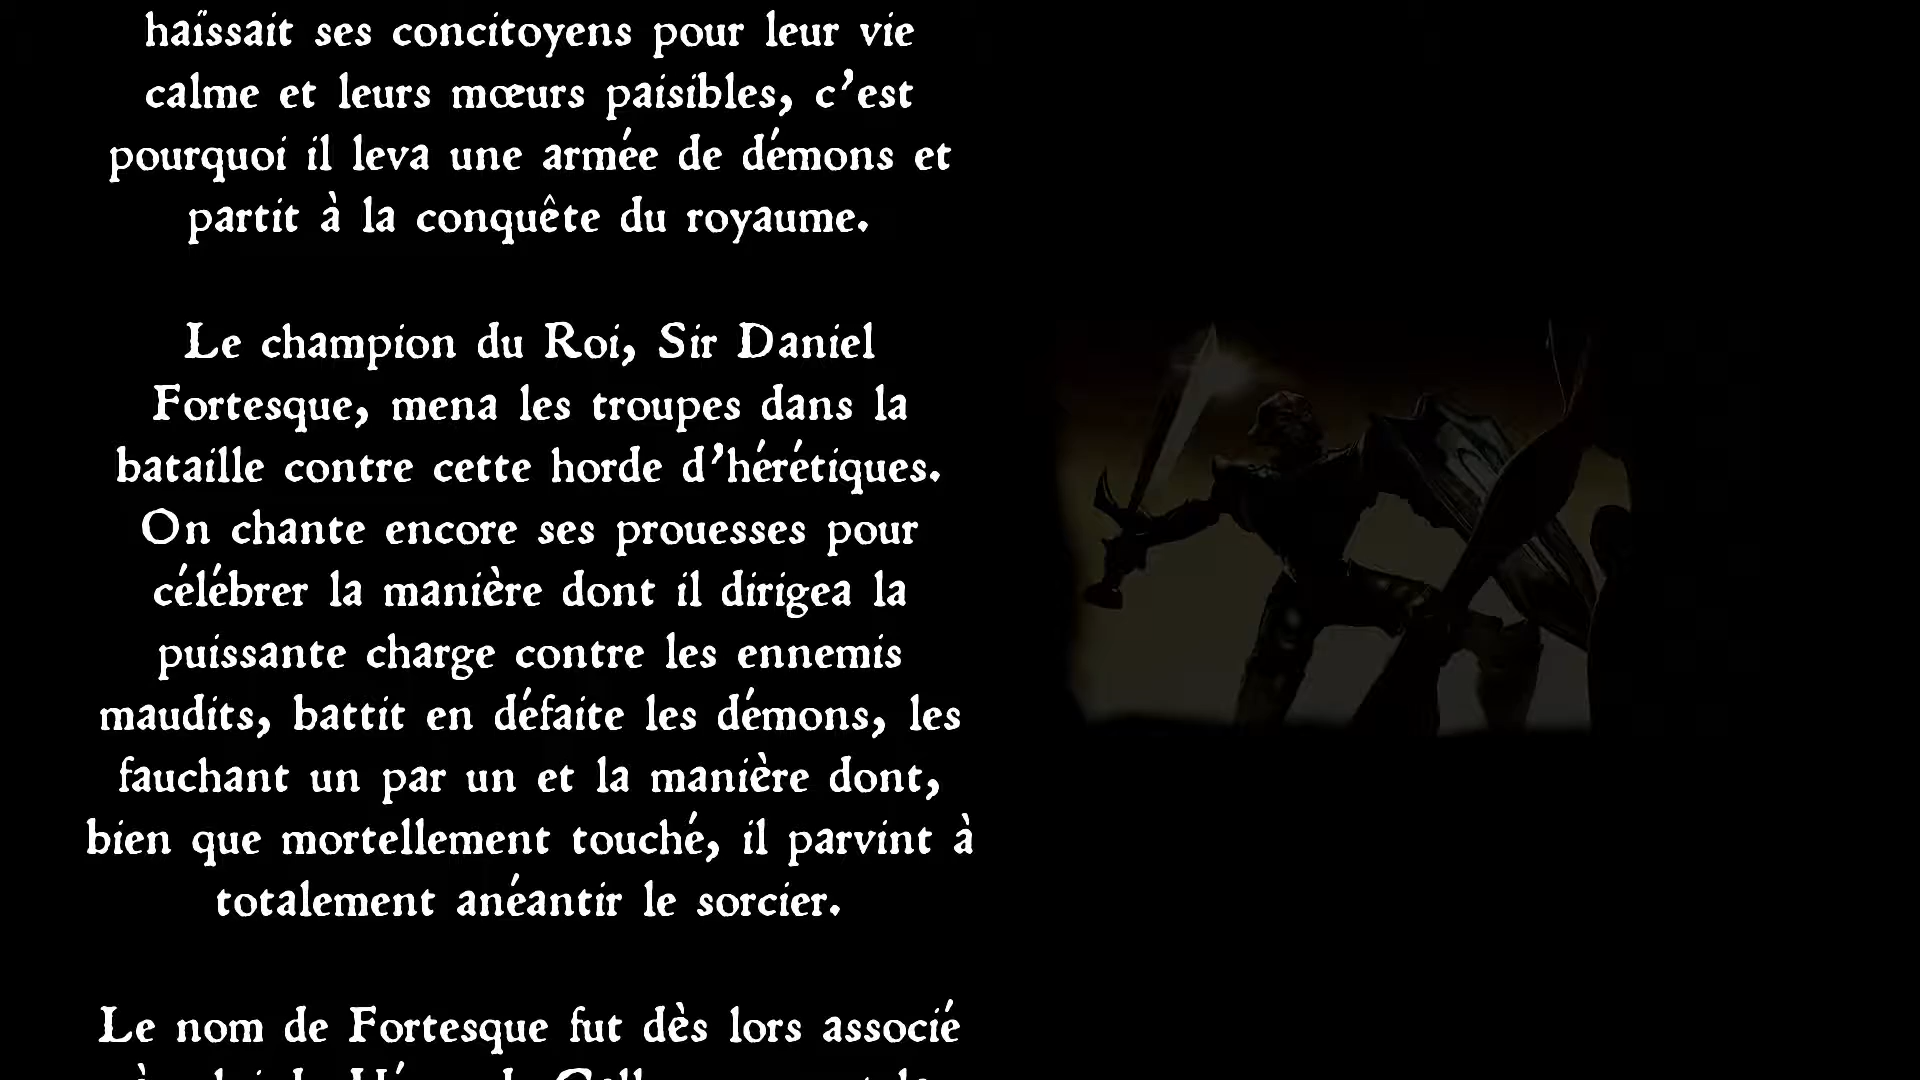 haïssait ses concitoyens pour leur vie
calme et leurs mœurs paisibles, c'est
pourquoi il leva une armée de démons et
partit à la conquête du royaume.
Le champion du Roi, Sir Daniel
Fortesque, mena les troupes dans la
bataille contre cette horde d'hérétiques.
On chante encore ses prouesses pour
célébrer la manière dont il dirigea la
puissante charge contre les ennemis
maudits, battit en défaite les démons, les
fauchant un par un et la manière dont,
bien que mortellement touché, il parvint à
totalement anéantir le sorcier.
Le nom de Fortesque fut dès lors associé